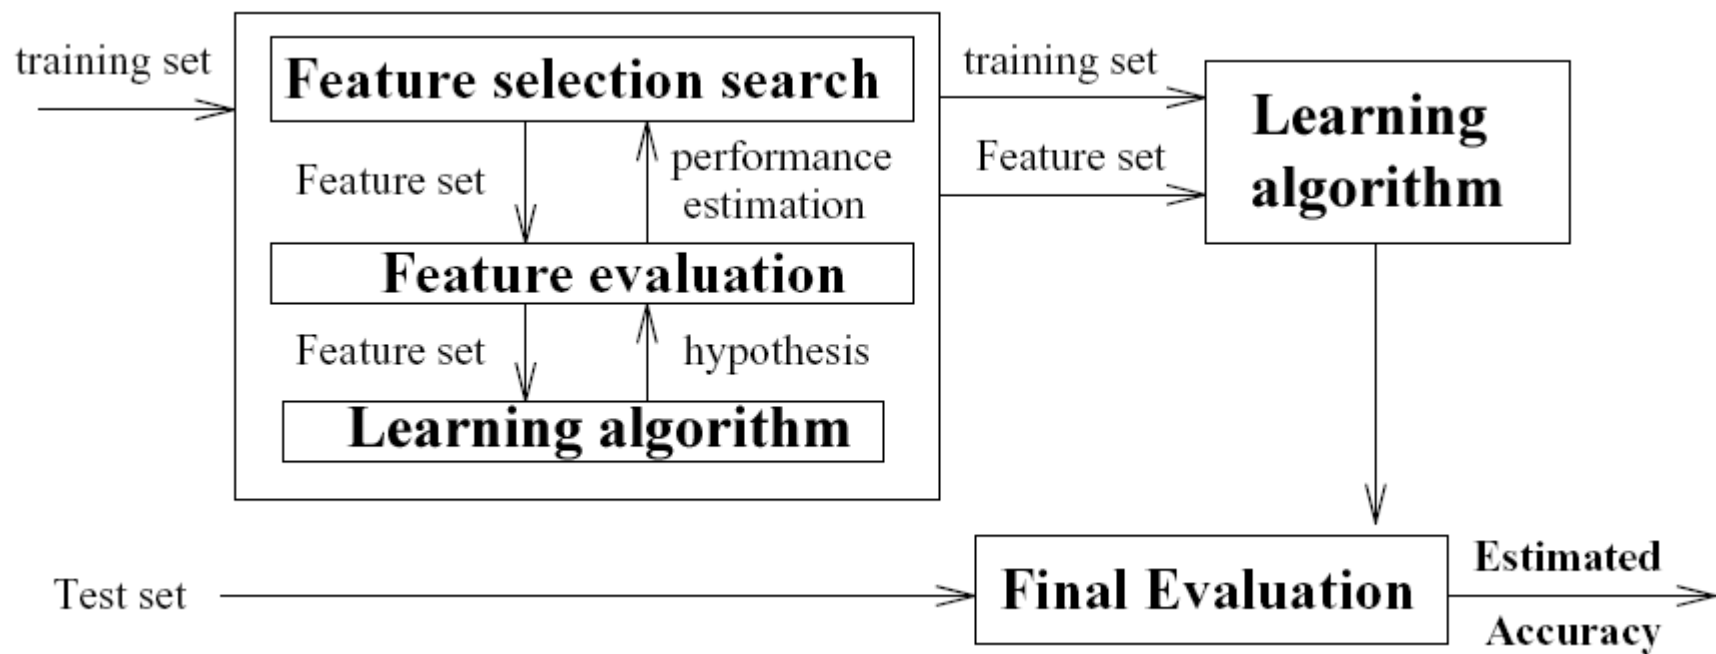 training set
Feature selection search
Feature set
performance
estimation
Feature evaluation
Feature set
hypothesis
Learning algorithm
training set
Feature set
Learning
algorithm
Test set
Final Evaluation
Estimated
Accuracy